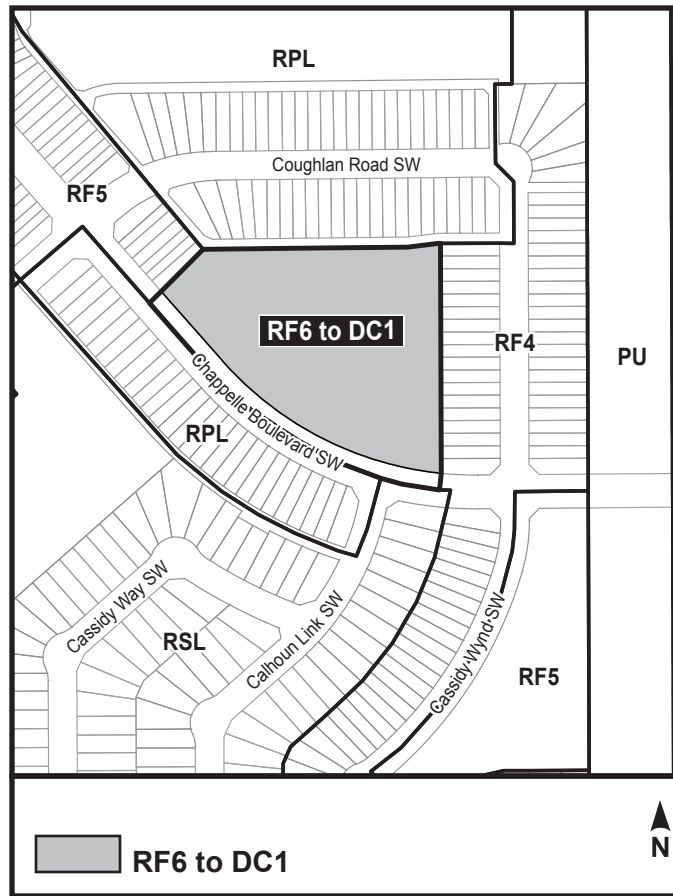 RPL
Coughlan Road SW
RF5
RF6 to DC1
RF4
PU
Chappelle Boulevard SW
RPL
Cassidy Way SW
RSL
Calhoun Link SW
Cassidy Wynd SW
RF5
RF6 to DC1
N